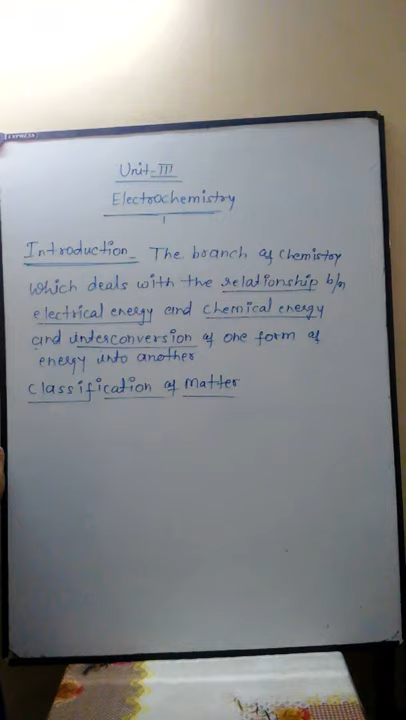 EXPRESS
Unit-III
Electrochemistry
Introduction- The branch of chemistry
which deals with the relationship b/n
electrical energy and chemical energy
and interconversion of one form of
energy into another
Classification of Matter